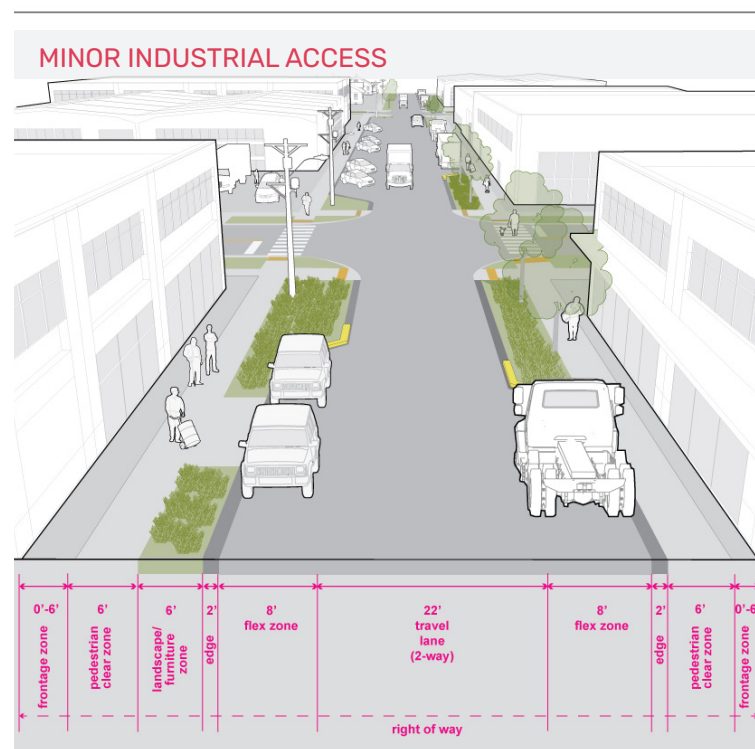 MINOR INDUSTRIAL ACCESS
0'-6'
frontage zone
6'
pedestrian
clear zone
6'
landscape/
furniture
zone
2'
edge
8'
flex zone
22'
travel
lane
(2-way)
8'
flex zone
2'
edge
6'
pedestrian
clear zone
0'-6
frontage zone
right of way